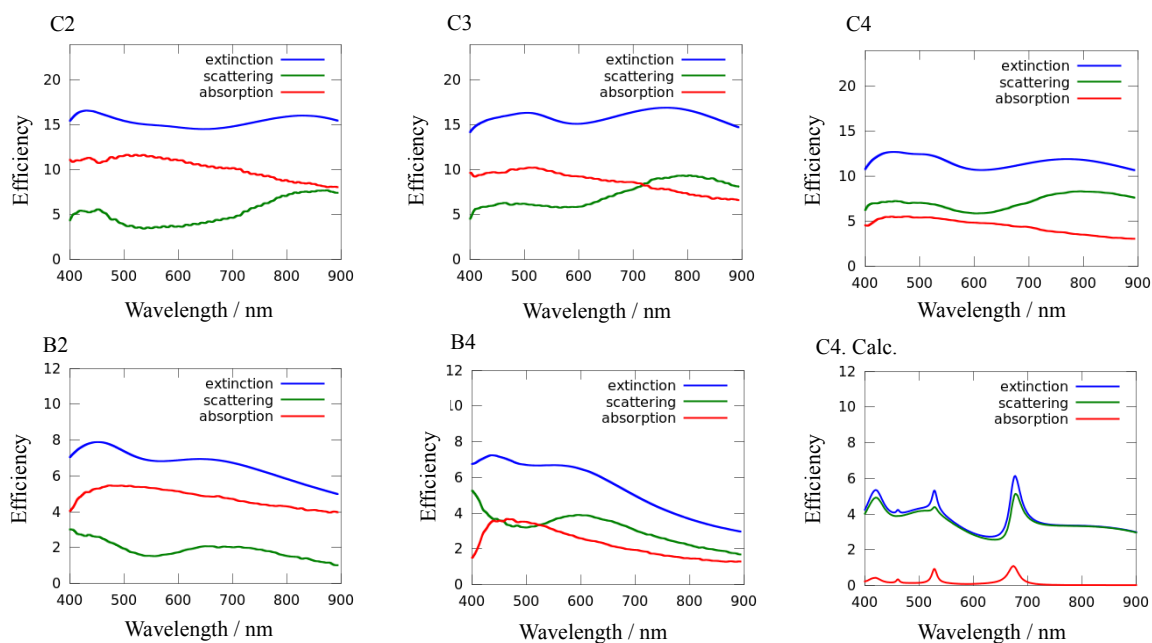 C2
extinction
scattering
absorption
20
15
10
5
0
400 500 600 700 800 900
Efficiency
Wavelength / nm
C3
extinction
scattering
absorption
20
15
10
5
0
400 500 600 700 800 900
Efficiency
Wavelength / nm
C4
extinction
scattering
absorption
20
15
10
5
0
400 500 600 700 800 900
Efficiency
Wavelength / nm
B2
extinction
scattering
absorption
12
10
8
6
4
2
0
400 500 600 700 800 900
Efficiency
Wavelength / nm
B4
extinction
scattering
absorption
12
8
6
4
2
0
400 500 600 700 800 900
Efficiency
Wavelength / nm
C4. Calc.
extinction
scattering
absorption
12
10
8
6
4
2
0
400 500 600 700 800 900
Efficiency
Wavelength / nm